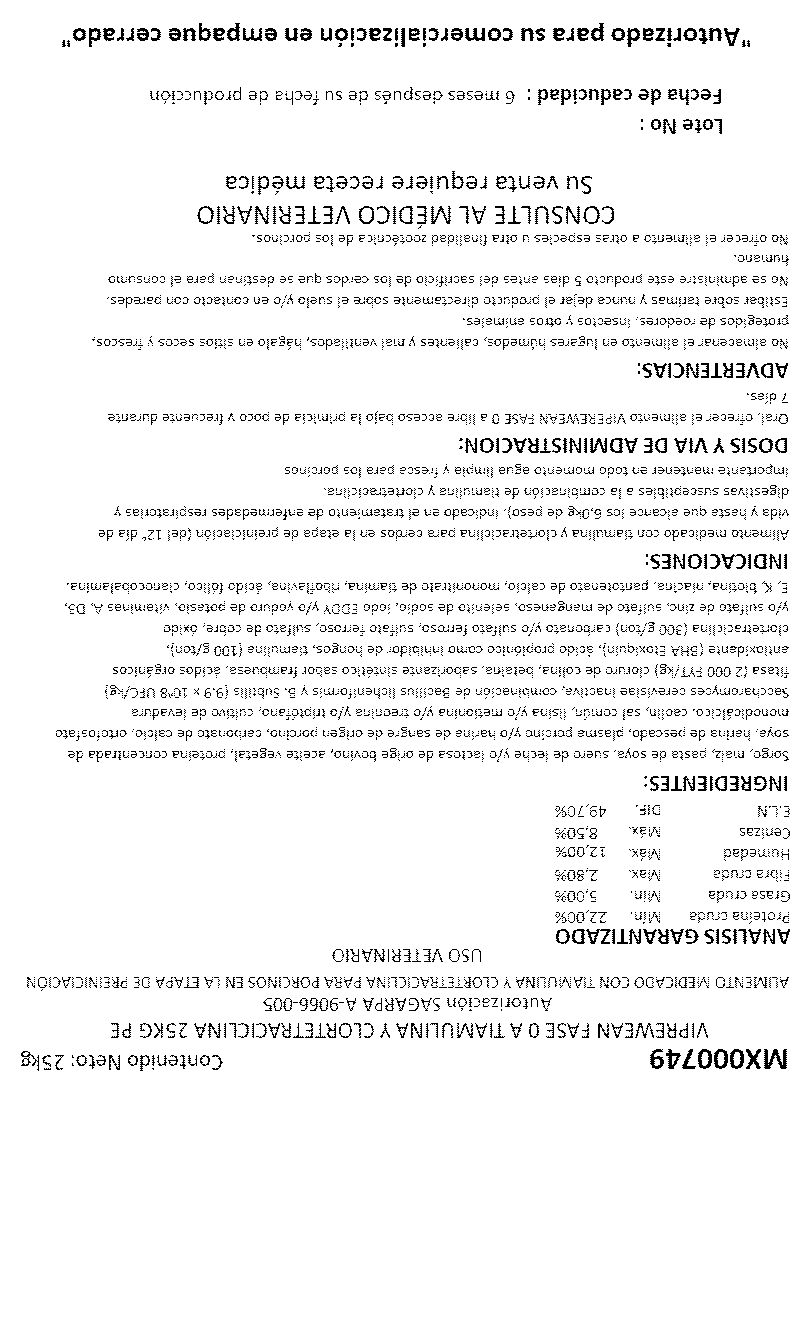 MX000749 Contenido Neto: 25kg
VIPREWEAN FASE 0 A TIAMULINA Y CLORTETRACICLINA 25KG PE
Autorización SAGARPA A-9066-005
ALIMENTO MEDICADO CON TIAMULINA Y CLORTETRACICLINA PARA PORCINOS EN LA ETAPA DE PREINICIACIÓN
USO VETERINARIO
ANALISIS GARANTIZADO
Proteína cruda Mín. 22,00%
Grasa cruda Mín. 5,00%
Fibra cruda Max. 2,80%
Humedad Máx. 12,00%
Cenizas Máx. 8,50%
E.L.N DIF. 49,70%
INGREDIENTES:
Sorgo, maíz, pasta de soya, suero de leche y/o lactosa de orige bovino, aceite vegetal, proteina concentrada de
soya, harina de pescado, plasma porcino y/o harina de sangre de origen porcino, carbonato de calcio, ortofosfato
monodicálcico, caolin, sal común, lisina y/o metionina y/o treonina y/o triptófano, cultivo de levadura
Saccharomyces cerevisae inactiva, combinación de Bacillus licheniformis y B. Subtilis (9.9 x 10^8 UFC/kg)
fitasa (2 000 FYT/kg) cloruro de colina, betaina, saborizante sintético sabor frambuesa, ácidos orgánicos
antioxidante (BHA Etoxiquin), ácido propiónico como inhibidor de hongos, tiamulina (100 g/ton),
clortetraciclina (300 g/ton) carbonato y/o sulfato ferroso, sulfato ferroso, sulfato de cobre, óxido
y/o sulfato de zinc, sulfato de manganeso, selenito de sodio, iodo EDDY y/o yoduro de potasio, vitaminas A, D3,
E, K, biotina, niacina, pantotenato de calcio, mononitrato de tiamina, riboflavina, ácido fólico, cianocobalamina.
INDICACIONES:
Alimento medicado con tiamulina y clortetraciclina para cerdos en la etapa de preiniciación (del 12° día de
vida y hasta que alcance los 6.0kg de peso). Indicado en el tratamiento de enfermedades respiratorias y
digestivas susceptibles a la combinación de tiamulina y clortetraciclina.
Importante mantener en todo momento agua limpia y fresca para los porcinos
DOSIS Y VIA DE ADMINISTRACION:
Oral, ofrecer el alimento VIPEREWEAN FASE 0 a libre acceso bajo la primicia de poco y frecuente durante
7 días.
ADVERTENCIAS:
No almacenar el alimento en lugares húmedos, calientes y mal ventilados, hágalo en sitios secos y frescos,
protegidos de roedores, insectos y otros animales.
Estibar sobre tarimas y nunca dejar el producto directamente sobre el suelo y/o en contacto con paredes.
No se administre este producto 5 días antes del sacrificio de los cerdos que se destinan para el consumo
humano.
No ofrecer el alimento a otras especies u otra finalidad zootécnica de los porcinos.
CONSULTE AL MÉDICO VETERINARIO
Su venta requiere receta médica
Lote No :
Fecha de caducidad : 6 meses después de su fecha de producción
"Autorizado para su comercialización en empaque cerrado"